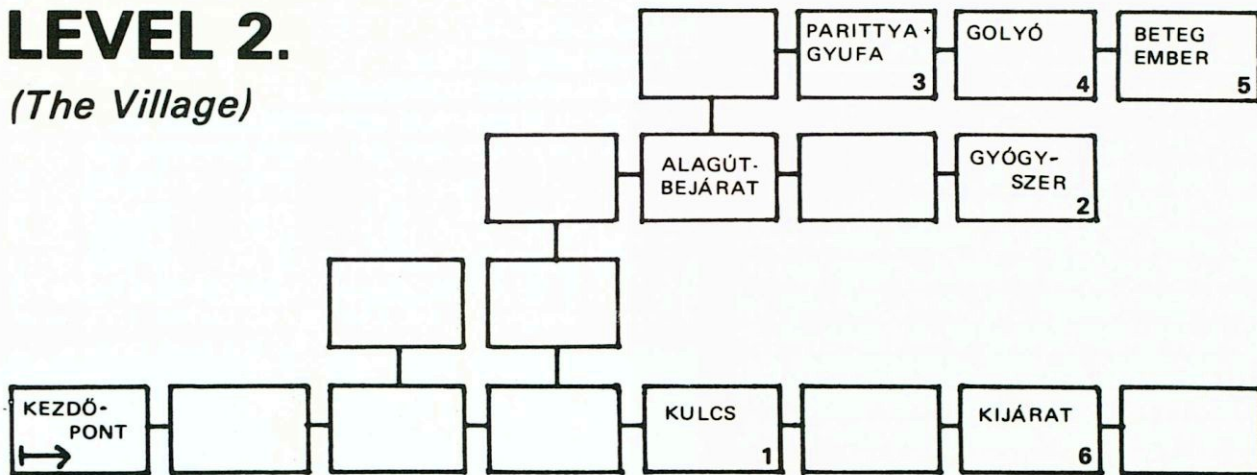 LEVEL 2.
(The Village)
PARITTYA +
GYUFA
3
GOLYÓ
4
BETEG
EMBER
5
ALAGÚT-
BEJÁRAT
GYÓGY-
SZER
2
KEZDŐ-
PONT
KULCS
1
KIJÁRAT
6